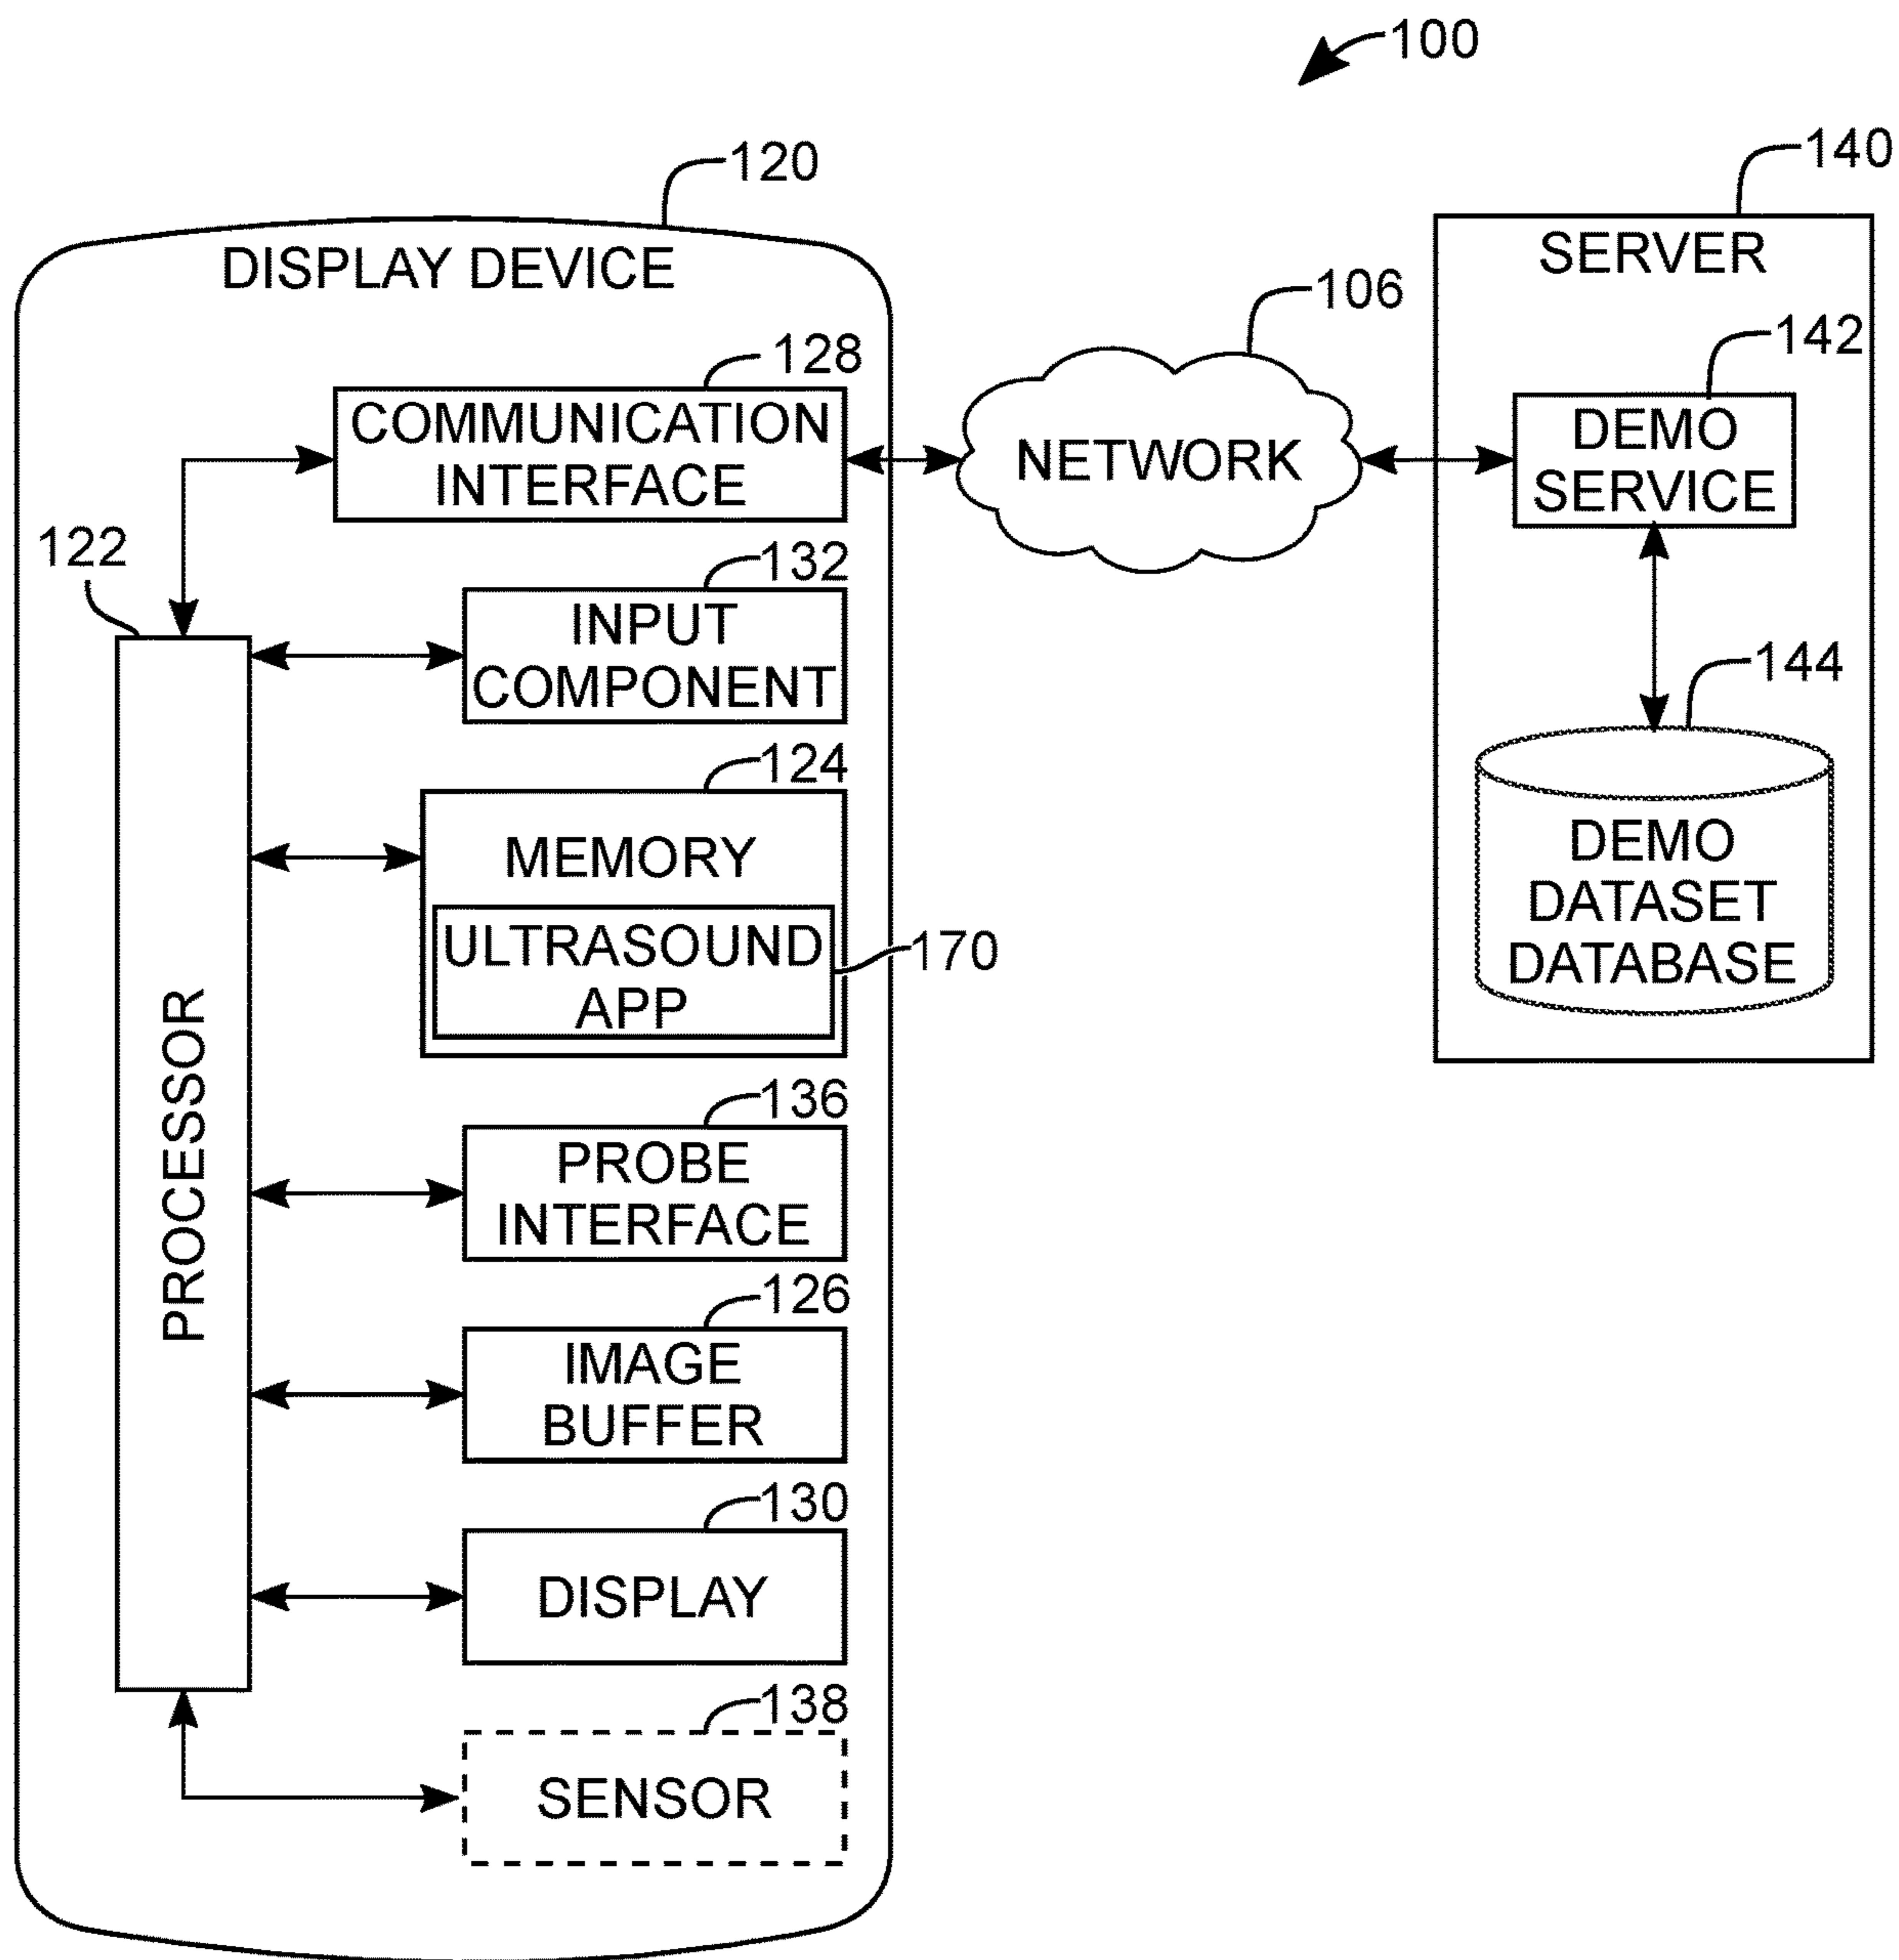 100
120
DISPLAY DEVICE
140
SERVER
106
128
COMMUNICATION
INTERFACE
NETWORK
142
DEMO
SERVICE
122
PROCESSOR
132
INPUT
COMPONENT
124
MEMORY
ULTRASOUND
APP
170
144
DEMO
DATASET
DATABASE
136
PROBE
INTERFACE
126
IMAGE
BUFFER
130
DISPLAY
138
SENSOR